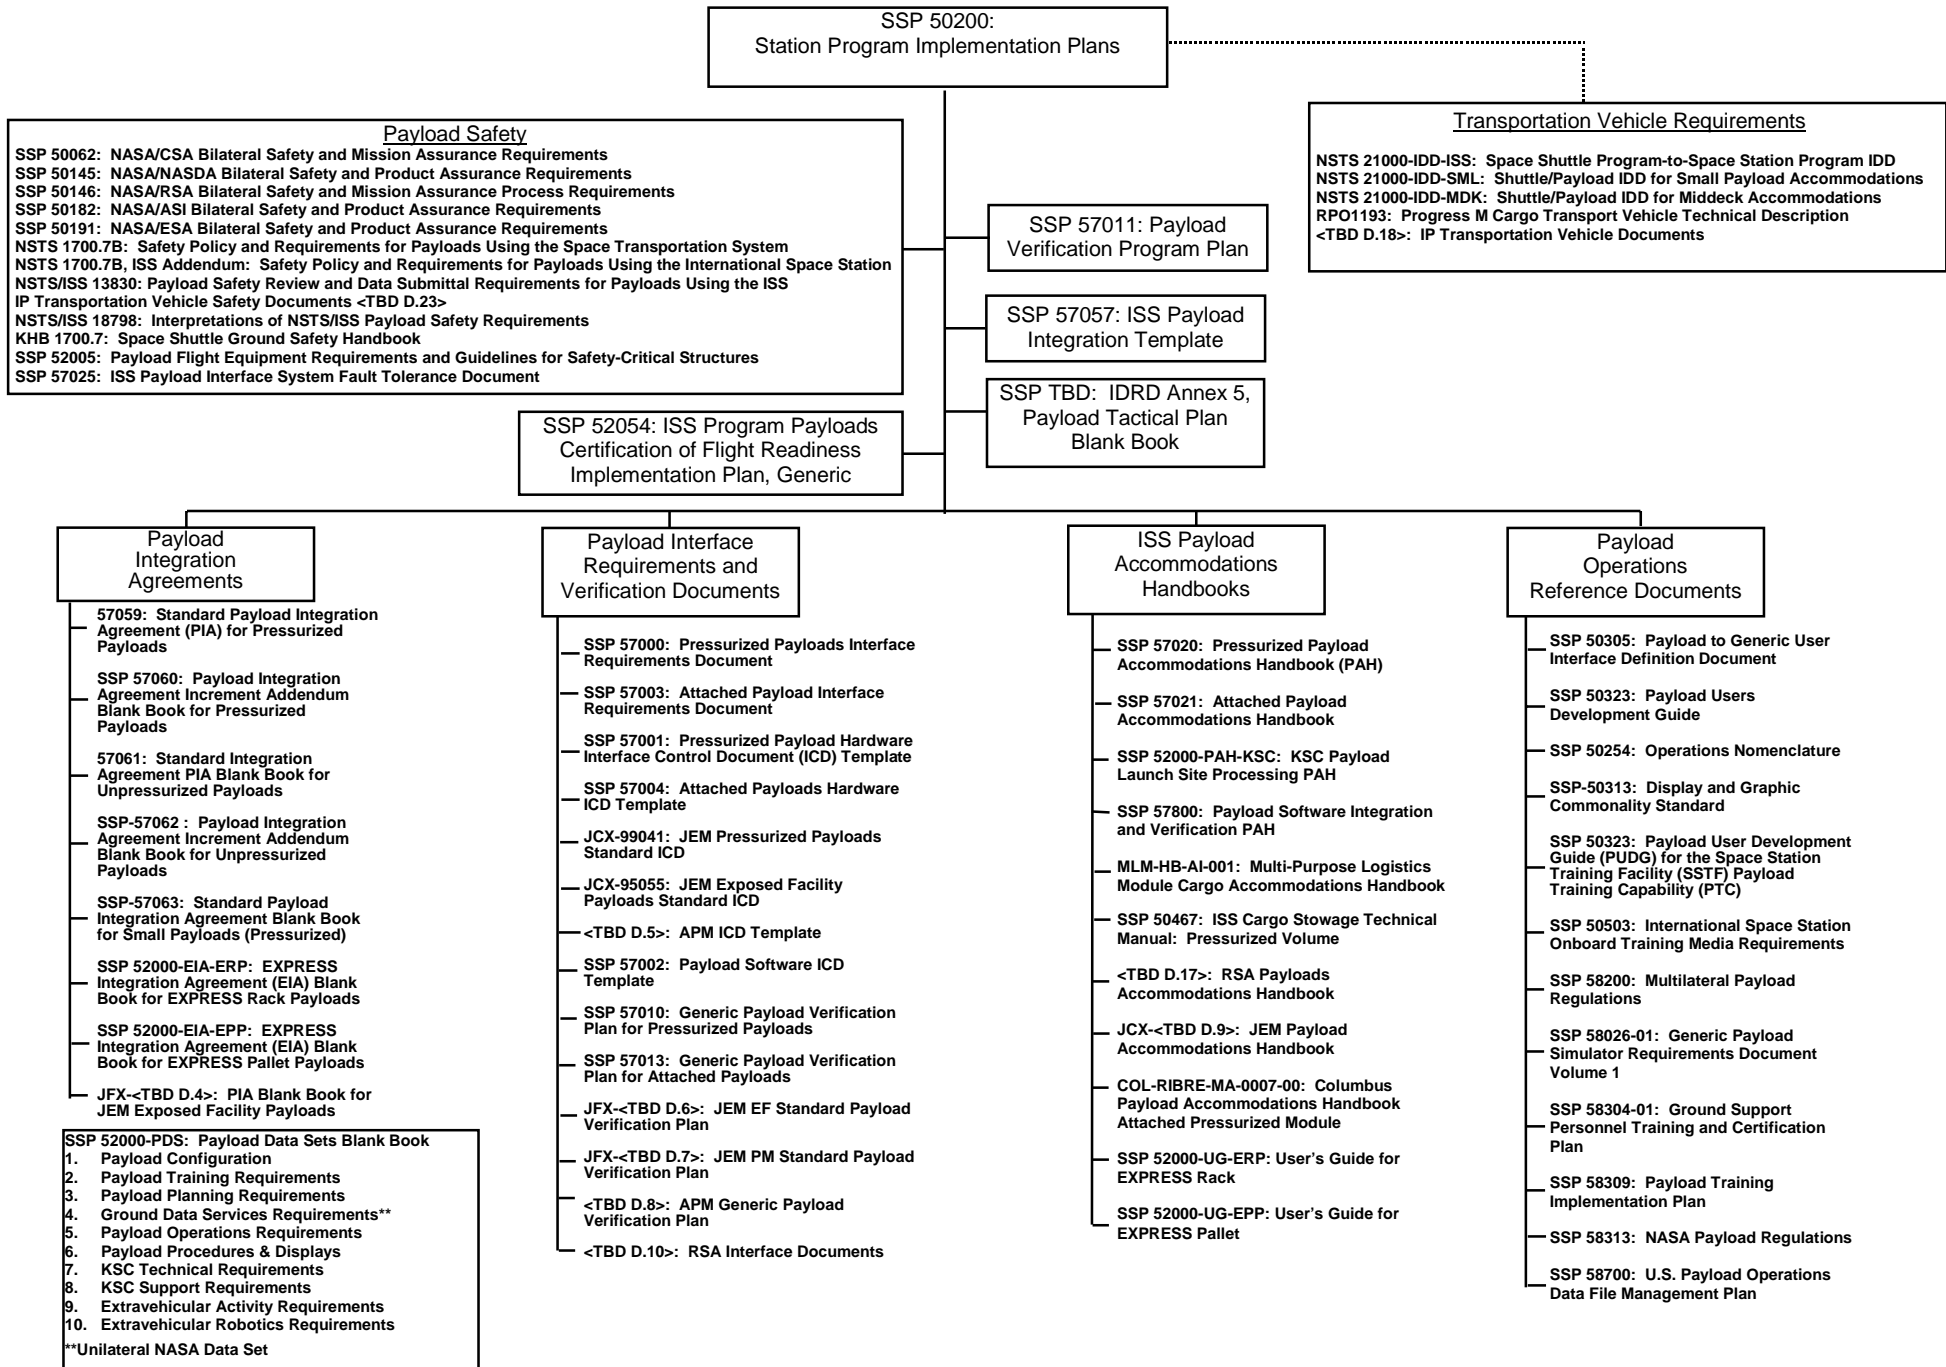 SSP 50200:
Station Program Implementation Plans
Transportation Vehicle Requirements
NSTS 21000-IDD-ISS: Space Shuttle Program-to-Space Station Program IDD
NSTS 21000-IDD-SML: Shuttle/Payload IDD for Small Payload Accommodations
NSTS 21000-IDD-MDK: Shuttle/Payload IDD for Middeck Accommodations
RPO1193: Progress M Cargo Transport Vehicle Technical Description
<TBD D.18>: IP Transportation Vehicle Documents
Payload Safety
SSP 50062: NASA/CSA Bilateral Safety and Mission Assurance Requirements
SSP 50145: NASA/NASDA Bilateral Safety and Product Assurance Requirements
SSP 50146: NASA/RSA Bilateral Safety and Mission Assurance Process Requirements
SSP 50182: NASA/ASI Bilateral Safety and Product Assurance Requirements
SSP 50191: NASA/ESA Bilateral Safety and Product Assurance Requirements
NSTS 1700.7B: Safety Policy and Requirements for Payloads Using the Space Transportation System
NSTS 1700.7B, ISS Addendum: Safety Policy and Requirements for Payloads Using the International Space Station
NSTS/ISS 13830: Payload Safety Review and Data Submittal Requirements for Payloads Using the ISS
IP Transportation Vehicle Safety Documents <TBD D.23>
NSTS/ISS 18798: Interpretations of NSTS/ISS Payload Safety Requirements
KHB 1700.7: Space Shuttle Ground Safety Handbook
SSP 52005: Payload Flight Equipment Requirements and Guidelines for Safety-Critical Structures
SSP 57025: ISS Payload Interface System Fault Tolerance Document
SSP 57011: Payload
Verification Program Plan
SSP 57057: ISS Payload
Integration Template
SSP TBD: IDRD Annex 5,
Payload Tactical Plan
Blank Book
SSP 52054: ISS Program Payloads
Certification of Flight Readiness
Implementation Plan, Generic
Payload
Integration
Agreements
57059: Standard Payload Integration
Agreement (PIA) for Pressurized
Payloads
SSP 57060: Payload Integration
Agreement Increment Addendum
Blank Book for Pressurized
Payloads
57061: Standard Integration
Agreement PIA Blank Book for
Unpressurized Payloads
SSP-57062 : Payload Integration
Agreement Increment Addendum
Blank Book for Unpressurized
Payloads
SSP-57063: Standard Payload
Integration Agreement Blank Book
for Small Payloads (Pressurized)
SSP 52000-EIA-ERP: EXPRESS
Integration Agreement (EIA) Blank
Book for EXPRESS Rack Payloads
SSP 52000-EIA-EPP: EXPRESS
Integration Agreement (EIA) Blank
Book for EXPRESS Pallet Payloads
JFX-<TBD D.4>: PIA Blank Book for
JEM Exposed Facility Payloads
SSP 52000-PDS: Payload Data Sets Blank Book
1. Payload Configuration
2. Payload Training Requirements
3. Payload Planning Requirements
4. Ground Data Services Requirements**
5. Payload Operations Requirements
6. Payload Procedures & Displays
7. KSC Technical Requirements
8. KSC Support Requirements
9. Extravehicular Activity Requirements
10. Extravehicular Robotics Requirements
**Unilateral NASA Data Set
Payload Interface
Requirements and
Verification Documents
SSP 57000: Pressurized Payloads Interface
Requirements Document
SSP 57003: Attached Payload Interface
Requirements Document
SSP 57001: Pressurized Payload Hardware
Interface Control Document (ICD) Template
SSP 57004: Attached Payloads Hardware
ICD Template
JCX-99041: JEM Pressurized Payloads
Standard ICD
JCX-95055: JEM Exposed Facility
Payloads Standard ICD
<TBD D.5>: APM ICD Template
SSP 57002: Payload Software ICD
Template
SSP 57010: Generic Payload Verification
Plan for Pressurized Payloads
SSP 57013: Generic Payload Verification
Plan for Attached Payloads
JFX-<TBD D.6>: JEM EF Standard Payload
Verification Plan
JFX-<TBD D.7>: JEM PM Standard Payload
Verification Plan
<TBD D.8>: APM Generic Payload
Verification Plan
<TBD D.10>: RSA Interface Documents
ISS Payload
Accommodations
Handbooks
SSP 57020: Pressurized Payload
Accommodations Handbook (PAH)
SSP 57021: Attached Payload
Accommodations Handbook
SSP 52000-PAH-KSC: KSC Payload
Launch Site Processing PAH
SSP 57800: Payload Software Integration
and Verification PAH
MLM-HB-AI-001: Multi-Purpose Logistics
Module Cargo Accommodations Handbook
SSP 50467: ISS Cargo Stowage Technical
Manual: Pressurized Volume
<TBD D.17>: RSA Payloads
Accommodations Handbook
JCX-<TBD D.9>: JEM Payload
Accommodations Handbook
COL-RIBRE-MA-0007-00: Columbus
Payload Accommodations Handbook
Attached Pressurized Module
SSP 52000-UG-ERP: User's Guide for
EXPRESS Rack
SSP 52000-UG-EPP: User's Guide for
EXPRESS Pallet
Payload
Operations
Reference Documents
SSP 50305: Payload to Generic User
Interface Definition Document
SSP 50323: Payload Users
Development Guide
SSP 50254: Operations Nomenclature
SSP-50313: Display and Graphic
Commonality Standard
SSP 50323: Payload User Development
Guide (PUDG) for the Space Station
Training Facility (SSTF) Payload
Training Capability (PTC)
SSP 50503: International Space Station
Onboard Training Media Requirements
SSP 58200: Multilateral Payload
Regulations
SSP 58026-01: Generic Payload
Simulator Requirements Document
Volume 1
SSP 58304-01: Ground Support
Personnel Training and Certification
Plan
SSP 58309: Payload Training
Implementation Plan
SSP 58313: NASA Payload Regulations
SSP 58700: U.S. Payload Operations
Data File Management Plan